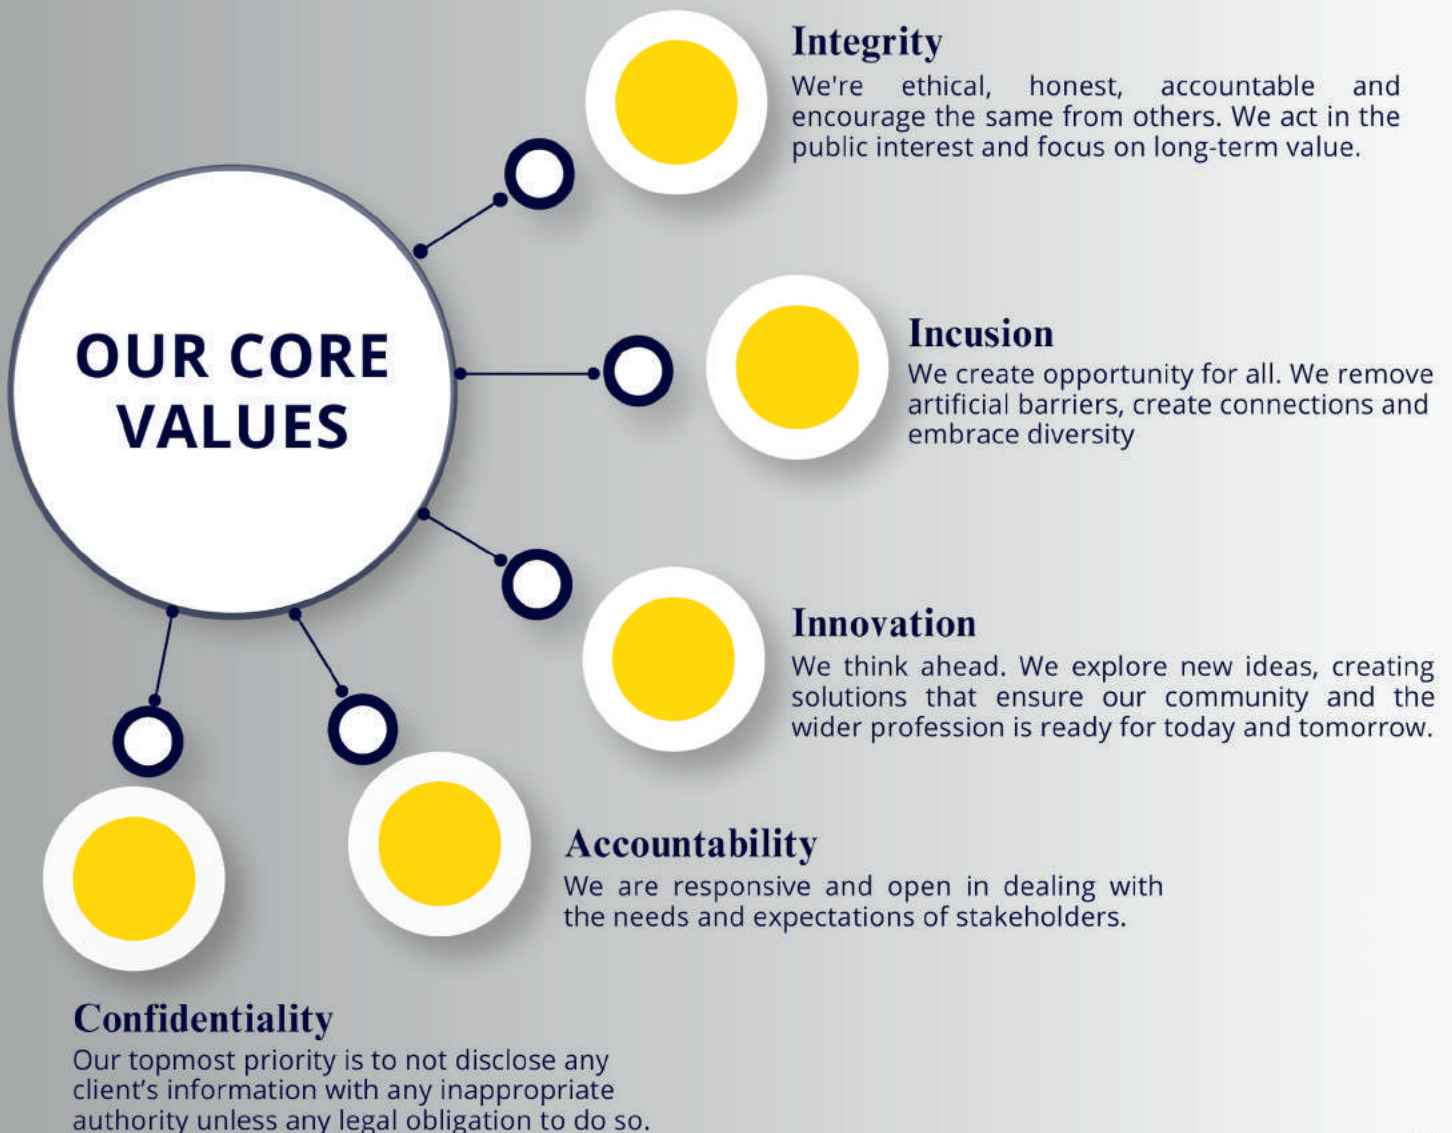 OUR CORE
VALUES
Integrity
We're ethical, honest, accountable and
encourage the same from others. We act in the
public interest and focus on long-term value.
Incusion
We create opportunity for all. We remove
artificial barriers, create connections and
embrace diversity
Innovation
We think ahead. We explore new ideas, creating
solutions that ensure our community and the
wider profession is ready for today and tomorrow.
Accountability
We are responsive and open in dealing with
the needs and expectations of stakeholders.
Confidentiality
Our topmost priority is to not disclose any
client’s information with any inappropriate
authority unless any legal obligation to do so.